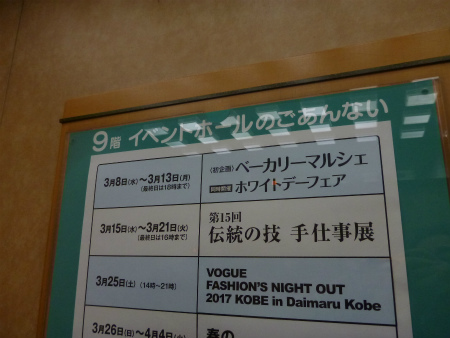 9階 イベントホールのごあんない
3月8日(水)〜3月13日(月)
(最終日は18時まで)
〈初企画〉ベーカリーマルシェ
同時開催 ホワイトデーフェア
3月15日(水)〜3月21日(火)
(最終日は16時まで)
第15回
伝統の技 手仕事展
3月25日(土) (14時〜21時)
VOGUE
FASHION'S NIGHT OUT
2017 KOBE in Daimaru Kobe
3月26日(日)〜4月4日(火)
春の